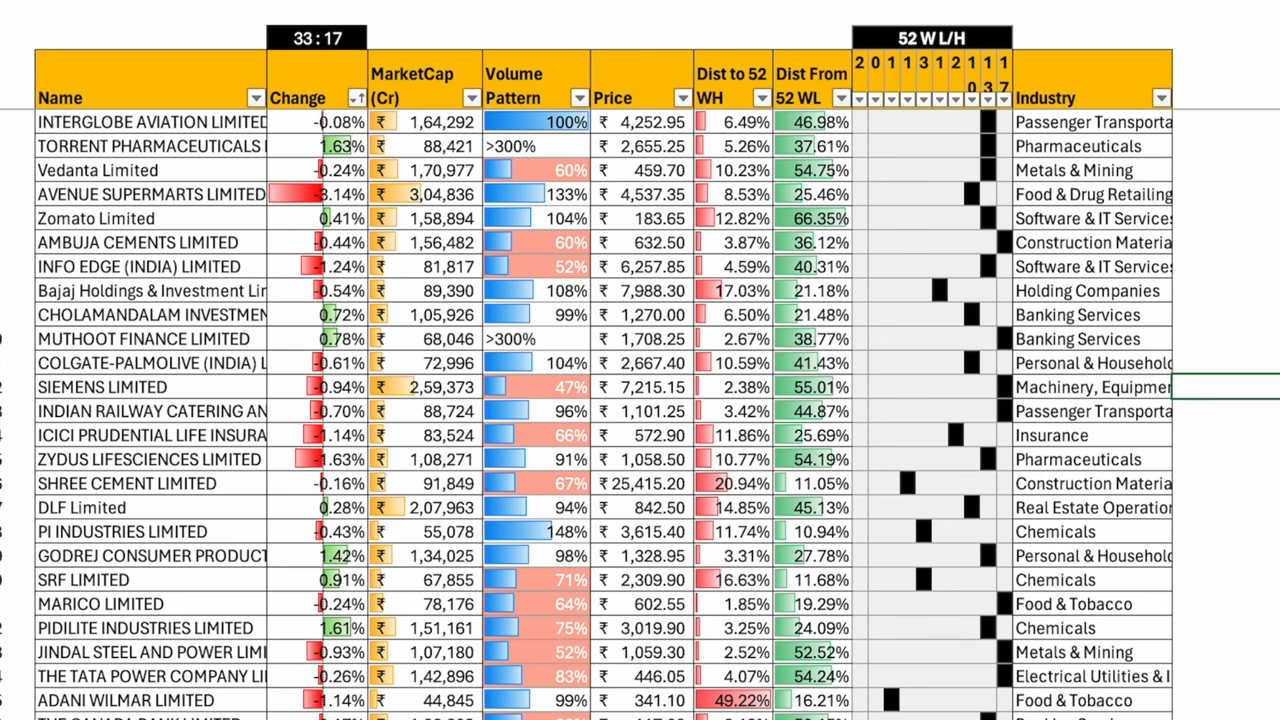 33 : 17 52 W L/H
Name Change MarketCap (Cr) Volume Pattern Price Dist to 52 WH Dist From 52 WL 2 0 1 1 3 1 2 10 13 17 Industry
INTERGLOBE AVIATION LIMITED -0.08% ₹ 1,64,292 100% ₹ 4,252.95 6.49% 46.98% Passenger Transporta
TORRENT PHARMACEUTICALS 1.63% ₹ 88,421 >300% ₹ 2,655.25 5.26% 37.61% Pharmaceuticals
Vedanta Limited -0.24% ₹ 1,70,977 60% ₹ 459.70 10.23% 54.75% Metals & Mining
AVENUE SUPERMARTS LIMITED -3.14% ₹ 3,04,836 133% ₹ 4,537.35 8.53% 25.46% Food & Drug Retailing
Zomato Limited 0.41% ₹ 1,58,894 104% ₹ 183.65 12.82% 66.35% Software & IT Services
AMBUJA CEMENTS LIMITED -0.44% ₹ 1,56,482 60% ₹ 632.50 3.87% 36.12% Construction Materia
INFO EDGE (INDIA) LIMITED -1.24% ₹ 81,817 52% ₹ 6,257.85 4.59% 40.31% Software & IT Services
Bajaj Holdings & Investment Lir -0.54% ₹ 89,390 108% ₹ 7,988.30 17.03% 21.18% Holding Companies
CHOLAMANDALAM INVESTMEN 0.72% ₹ 1,05,926 99% ₹ 1,270.00 6.50% 21.48% Banking Services
MUTHOOT FINANCE LIMITED 0.78% ₹ 68,046 >300% ₹ 1,708.25 2.67% 38.77% Banking Services
COLGATE-PALMOLIVE (INDIA) L -0.61% ₹ 72,996 104% ₹ 2,667.40 10.59% 41.43% Personal & Househol
SIEMENS LIMITED -0.94% ₹ 2,59,373 47% ₹ 7,215.15 2.38% 55.01% Machinery, Equipmer
INDIAN RAILWAY CATERING AN -0.70% ₹ 88,724 96% ₹ 1,101.25 3.42% 44.87% Passenger Transporta
ICICI PRUDENTIAL LIFE INSURA -1.14% ₹ 83,524 66% ₹ 572.90 11.86% 25.69% Insurance
ZYDUS LIFESCIENCES LIMITED -1.63% ₹ 1,08,271 91% ₹ 1,058.50 10.77% 54.19% Pharmaceuticals
SHREE CEMENT LIMITED -0.16% ₹ 91,849 67% ₹ 25,415.20 20.94% 11.05% Construction Materia
DLF Limited 0.28% ₹ 2,07,963 94% ₹ 842.50 14.85% 45.13% Real Estate Operatior
PI INDUSTRIES LIMITED -0.43% ₹ 55,078 148% ₹ 3,615.40 11.74% 10.94% Chemicals
GODREJ CONSUMER PRODUCT 1.42% ₹ 1,34,025 98% ₹ 1,328.95 3.31% 27.78% Personal & Househol
SRF LIMITED 0.91% ₹ 67,855 71% ₹ 2,309.90 16.63% 11.68% Chemicals
MARICO LIMITED -0.24% ₹ 78,176 64% ₹ 602.55 1.85% 19.29% Food & Tobacco
PIDILITE INDUSTRIES LIMITED 1.61% ₹ 1,51,161 75% ₹ 3,019.90 3.25% 24.09% Chemicals
JINDAL STEEL AND POWER LIMI -0.93% ₹ 1,07,180 52% ₹ 1,059.30 2.52% 52.52% Metals & Mining
THE TATA POWER COMPANY LI -0.26% ₹ 1,42,896 83% ₹ 446.05 4.07% 54.24% Electrical Utilities & I
ADANI WILMAR LIMITED -1.14% ₹ 44,845 99% ₹ 341.10 49.22% 16.21% Food & Tobacco